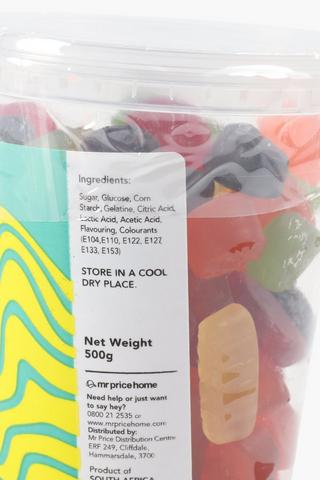 Ingredients:
Sugar, Glucose, Corn
Starch, Gelatine, Citric Acid,
Lactic Acid, Acetic Acid,
Flavouring, Colourants
(E104,E110, E122, E127,
E133, E153)
STORE IN A COOL
DRY PLACE.
Net Weight
500g
mr price home
Need help or just want
to say hey?
0800 21 2535 or
www.mrpricehome.com
Distributed by:
Mr Price Distribution Centre
ERF 249, Cliffdale,
Hammarsdale, 3700
Product of
SOUTH AFRICA